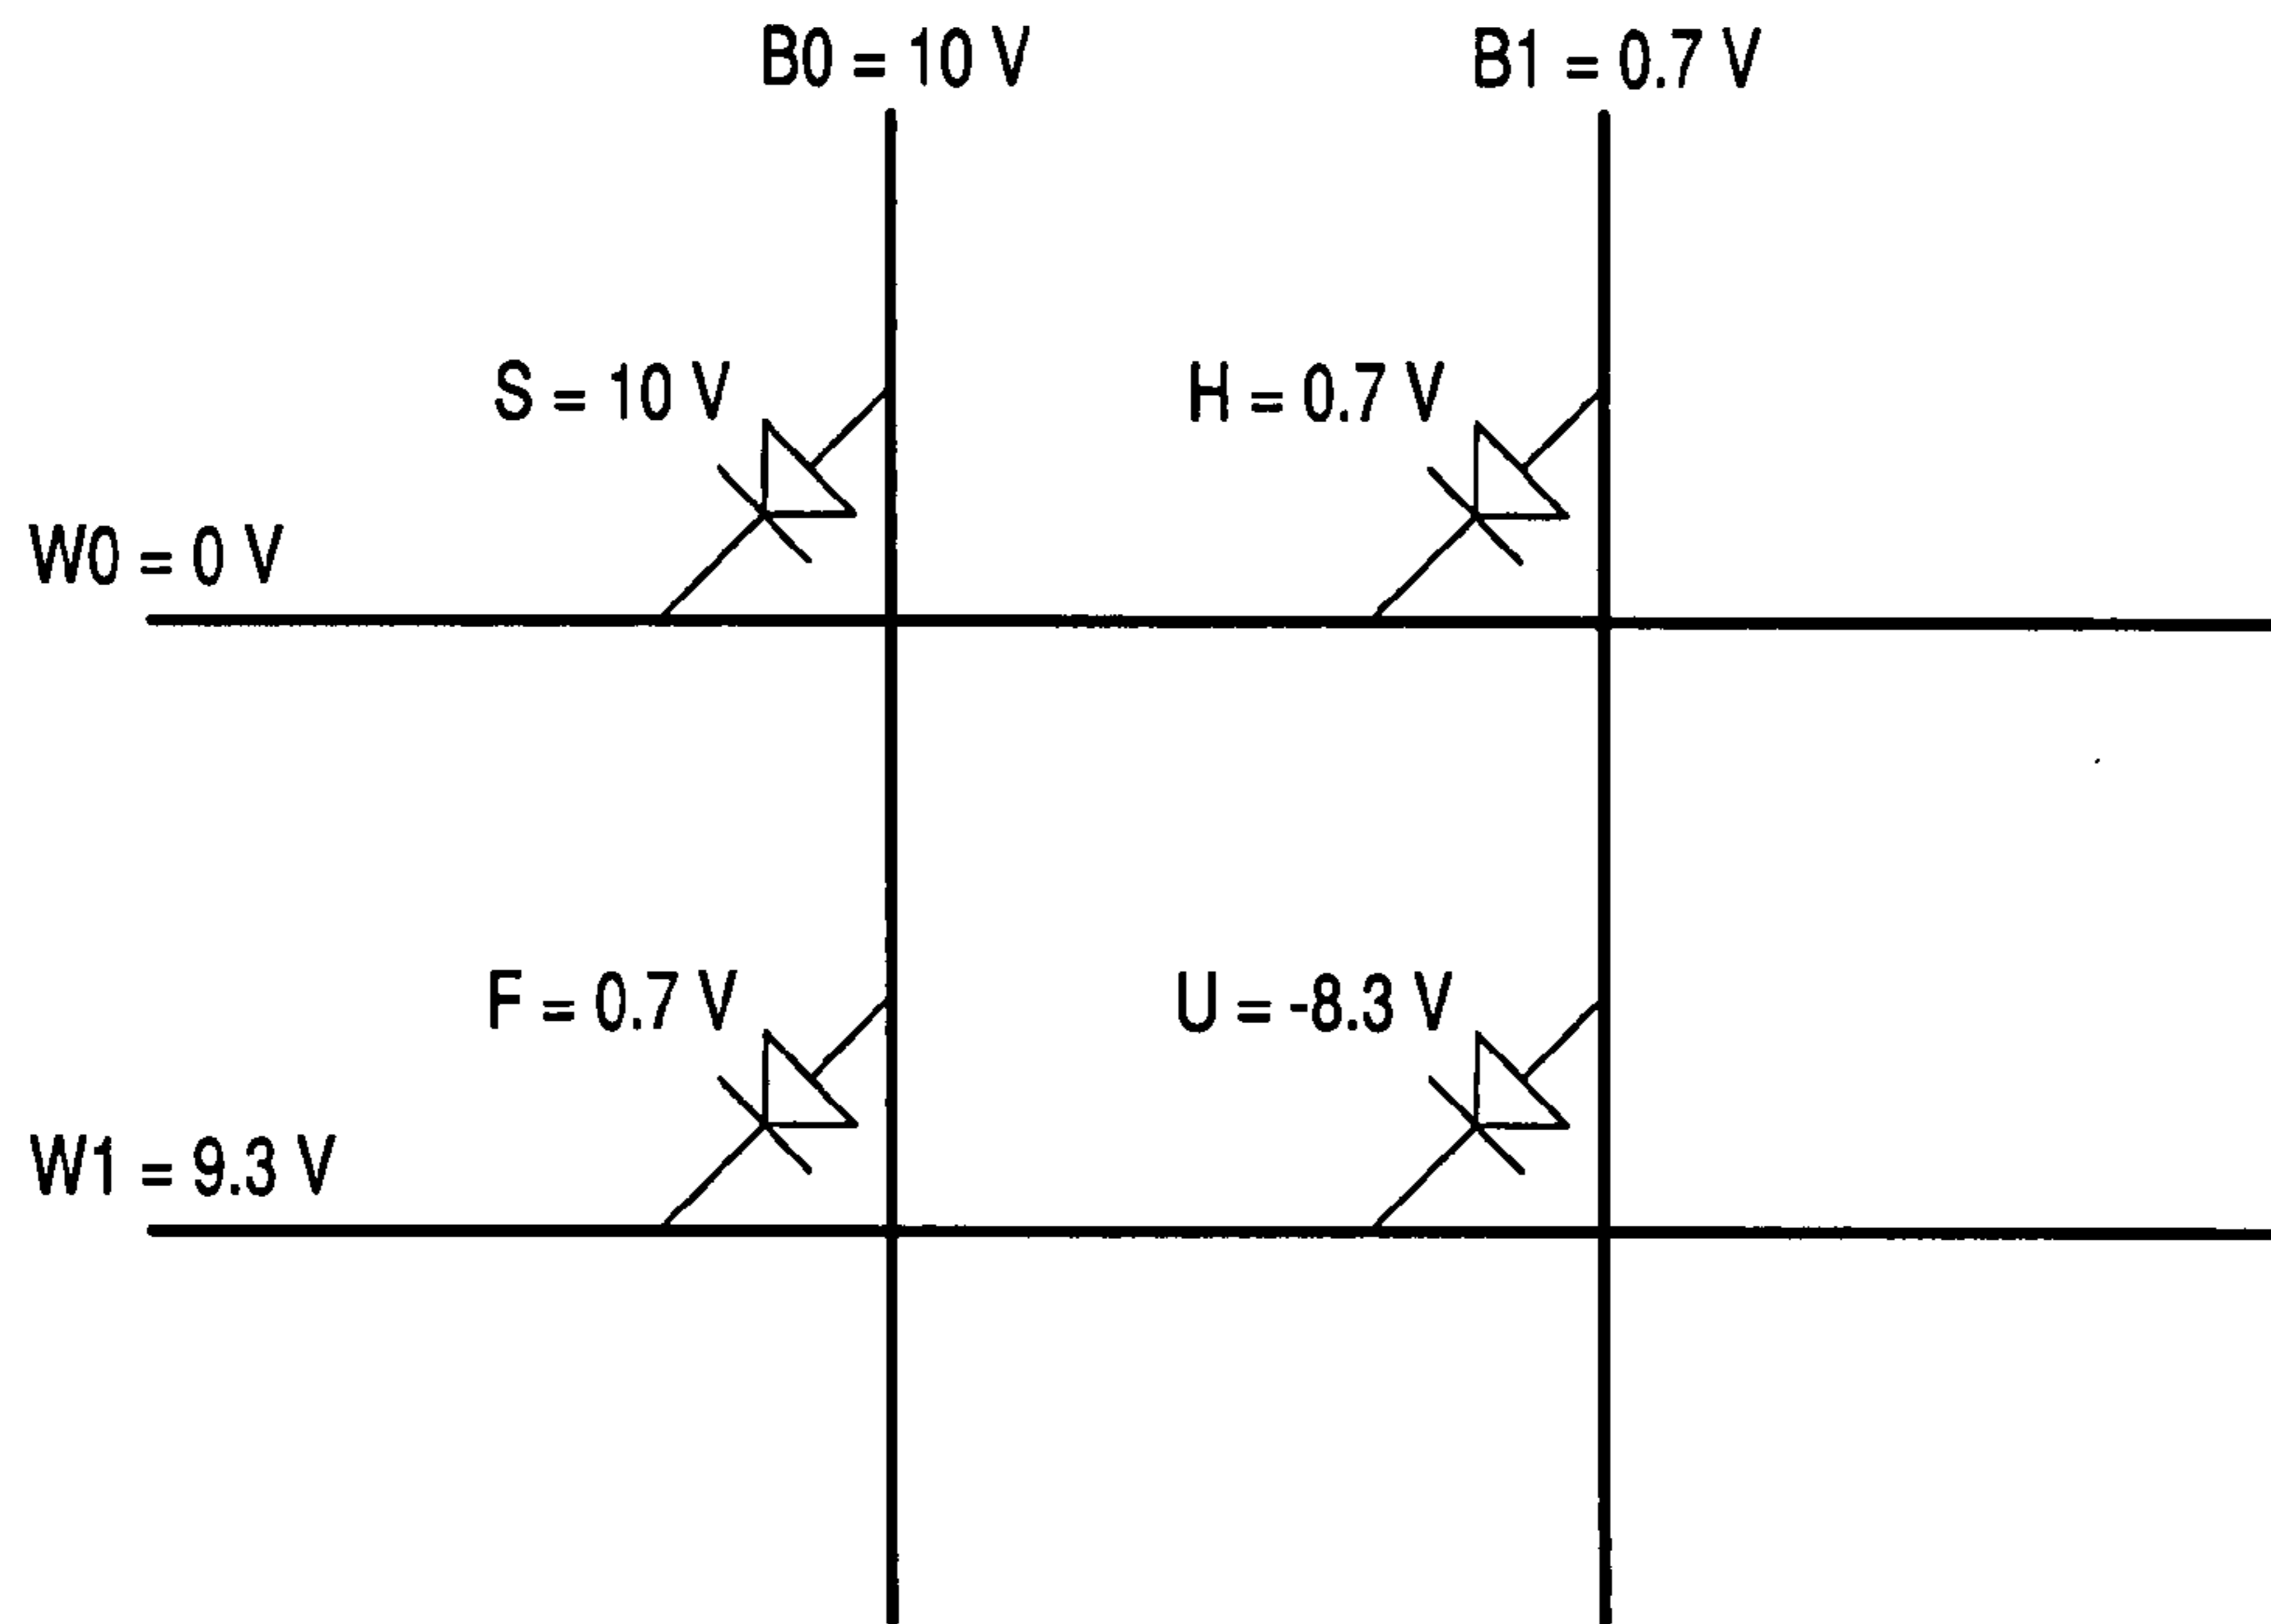 B0 = 10 V
B1 = 0.7 V
S = 10 V
H = 0.7 V
W0 = 0 V
F = 0.7 V
U = -8.3 V
W1 = 9.3 V